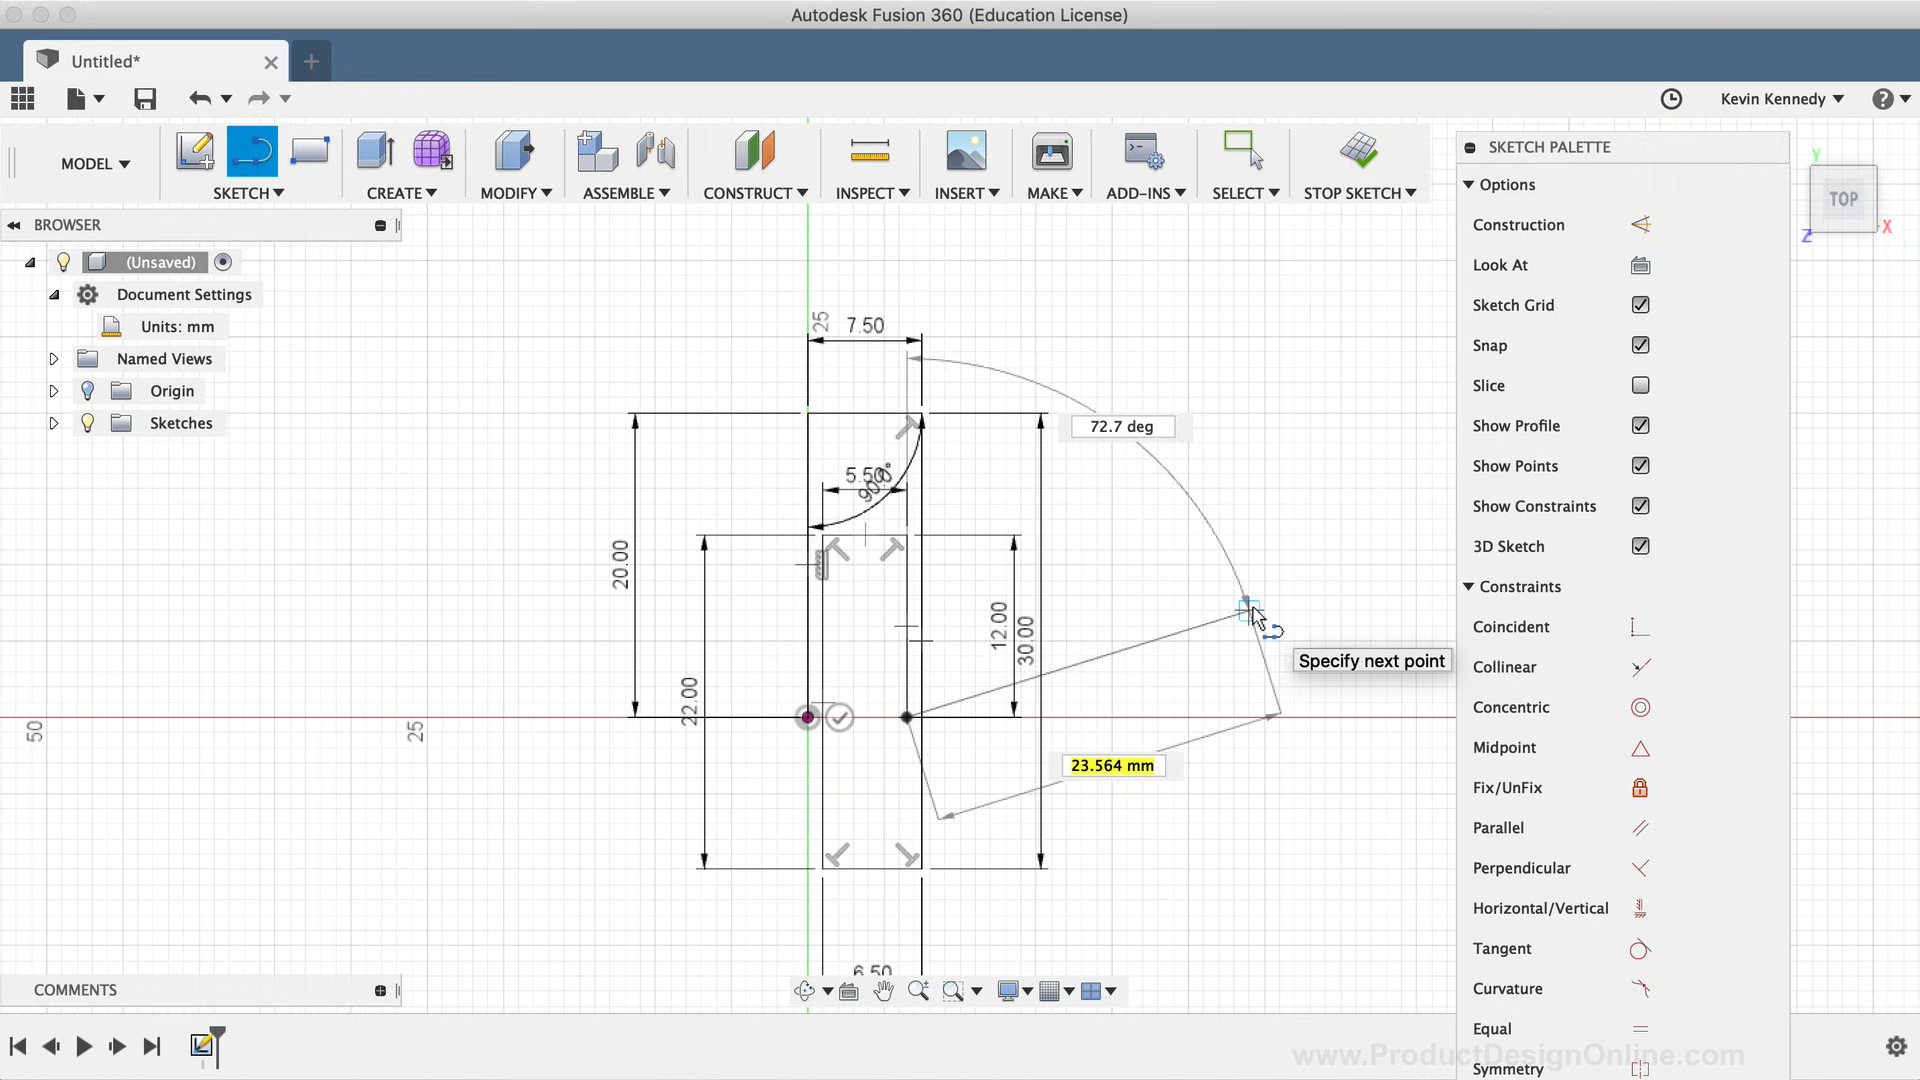 Autodesk Fusion 360 (Education License)
Untitled*
Kevin Kennedy
MODEL
SKETCH
CREATE
MODIFY
ASSEMBLE
CONSTRUCT
INSPECT
INSERT
MAKE
ADD-INS
SELECT
STOP SKETCH
BROWSER
(Unsaved)
Document Settings
Units: mm
Named Views
Origin
Sketches
SKETCH PALETTE
Options
Construction
Look At
Sketch Grid
Snap
Slice
Show Profile
Show Points
Show Constraints
3D Sketch
Constraints
Coincident
Collinear
Concentric
Midpoint
Fix/UnFix
Parallel
Perpendicular
Horizontal/Vertical
Tangent
Curvature
Equal
Symmetry
TOP
Y
X
Z
25
7.50
72.7 deg
5.50
90.0°
20.00
12.00
30.00
22.00
Specify next point
50
25
23.564 mm
6.50
COMMENTS
www.ProductDesignOnline.com